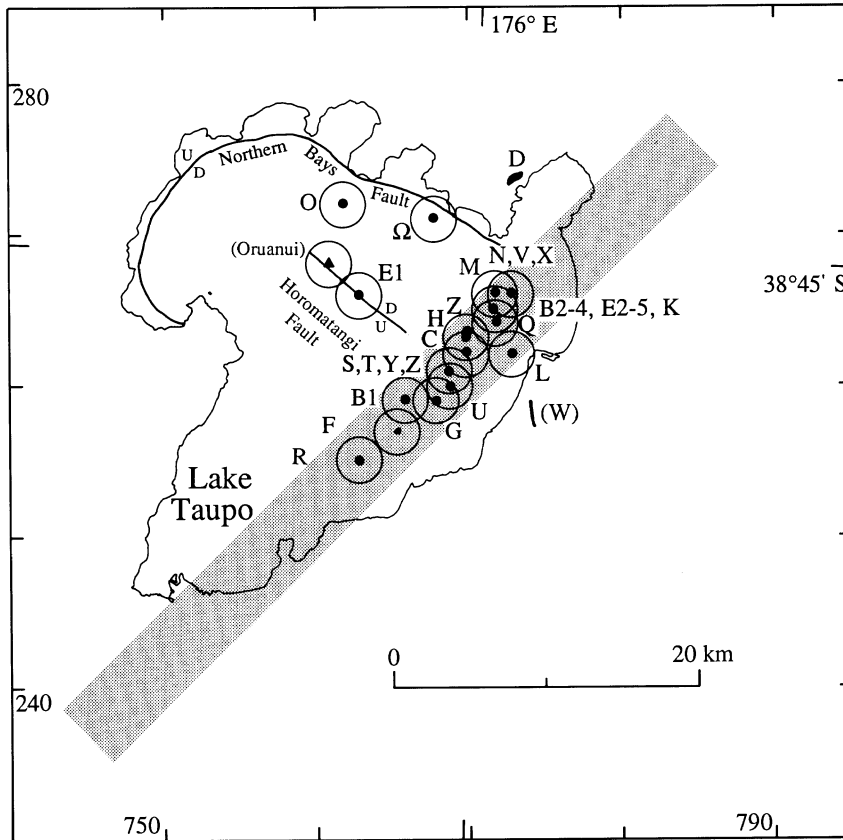 176° E
280
U
D
Northern
Bays
Fault
D
O
Ω
(Oruanui)
E1
D
U
Horomatangi
Fault
N,V,X
M
38°45' S
B2-4, E2-5, K
Z
H
Q
C
S,T,Y,Z
L
B1
U
(W)
F
G
R
Lake
Taupo
0
20 km
240
750
790